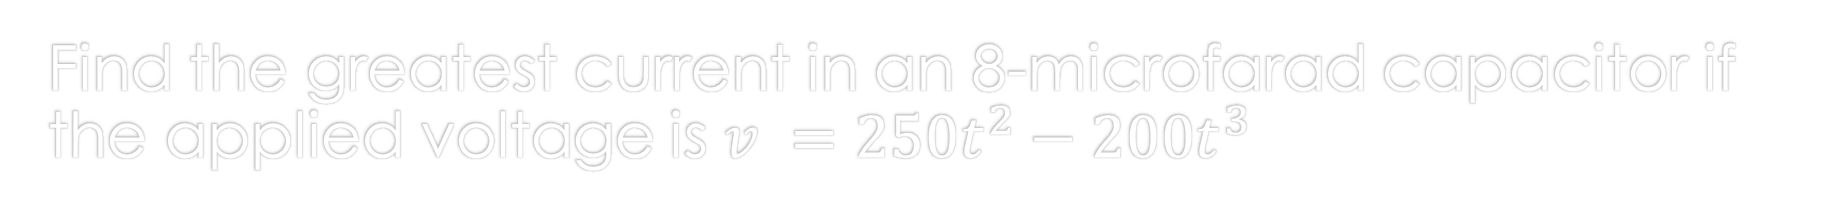 Find the greatest current in an 8-microfarad capacitor if
the applied voltage is 𝒗 = 𝟐𝟓𝟎𝒕² − 𝟐𝟎𝟎𝒕³